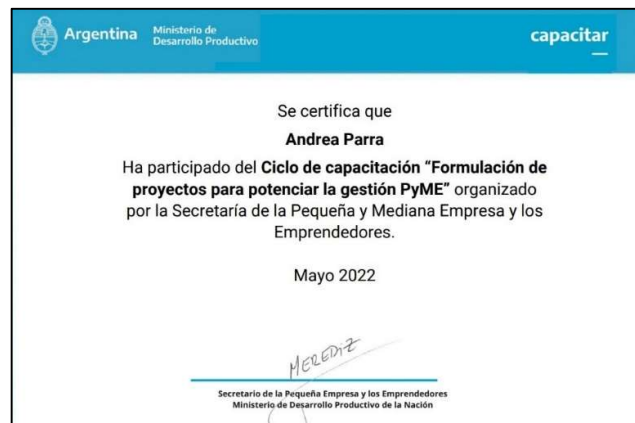 Argentina
Ministerio de
Desarrollo Productivo
capacitar
Se certifica que
Andrea Parra
Ha participado del Ciclo de capacitación “Formulación de
proyectos para potenciar la gestión PyME” organizado
por la Secretaría de la Pequeña y Mediana Empresa y los
Emprendedores.
Mayo 2022
MEREDIZ
Secretario de la Pequeña Empresa y los Emprendedores
Ministerio de Desarrollo Productivo de la Nación